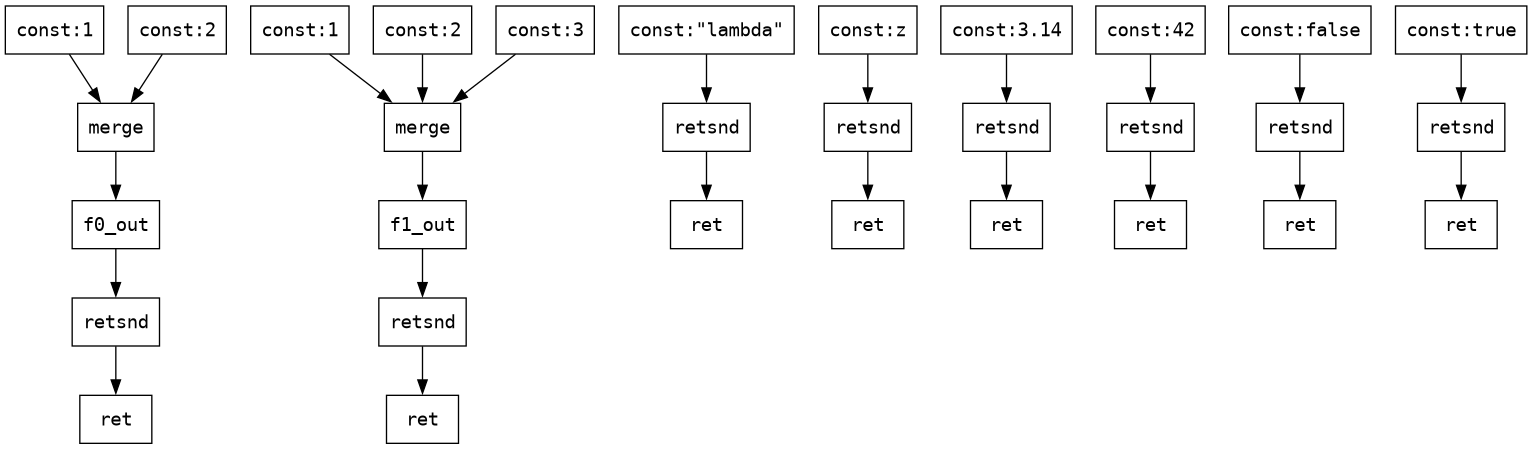 const:1 const:2 const:1 const:2 const:3 const:"lambda" const:z const:3.14 const:42 const:false const:true
merge merge retsnd retsnd retsnd retsnd retsnd retsnd
f0_out f1_out ret ret ret ret ret ret
retsnd retsnd
ret ret